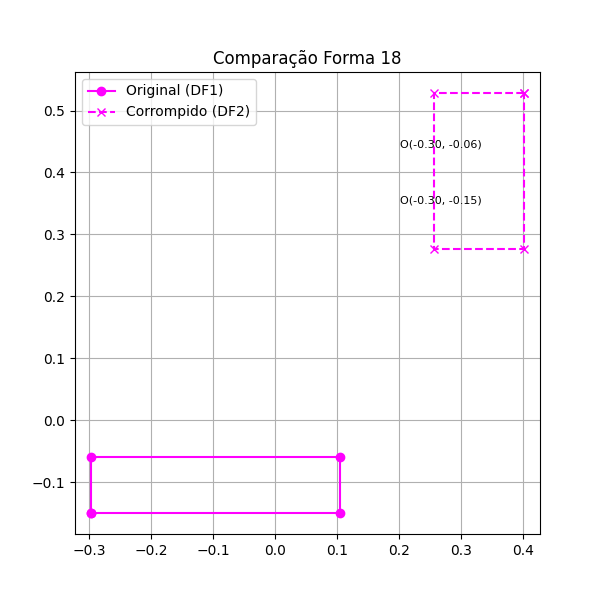 Comparação Forma 18
Original (DF1)
Corrompido (DF2)
O(-0.30, -0.06)
O(-0.30, -0.15)
0.5
0.4
0.3
0.2
0.1
0.0
−0.1
−0.3 −0.2 −0.1 0.0 0.1 0.2 0.3 0.4